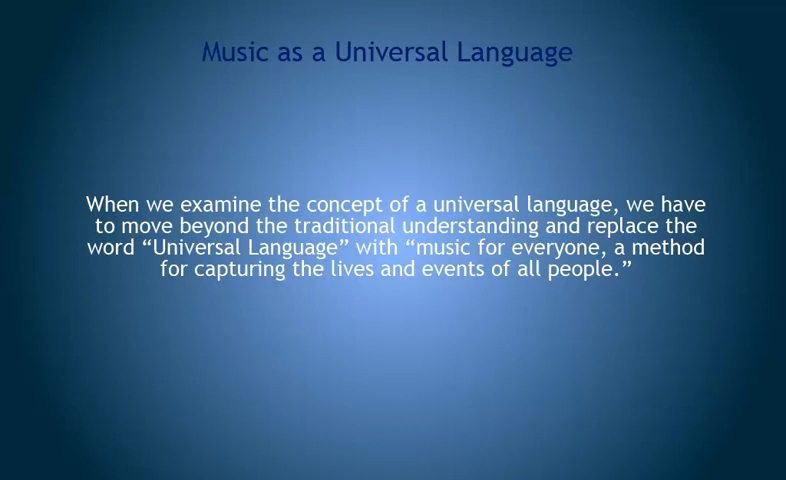 Music as a Universal Language
When we examine the concept of a universal language, we have
to move beyond the traditional understanding and replace the
word “Universal Language” with “music for everyone, a method
for capturing the lives and events of all people.”